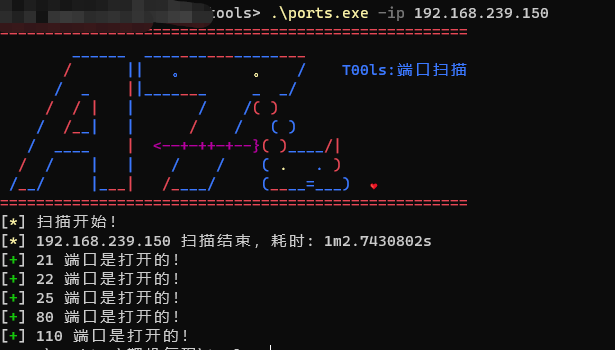 tools> .\ports.exe -ip 192.168.239.150
T00ls:端口扫描
[*] 扫描开始!
[*] 192.168.239.150 扫描结束, 耗时: 1m2.7430802s
[+] 21 端口是打开的!
[+] 22 端口是打开的!
[+] 25 端口是打开的!
[+] 80 端口是打开的!
[+] 110 端口是打开的!